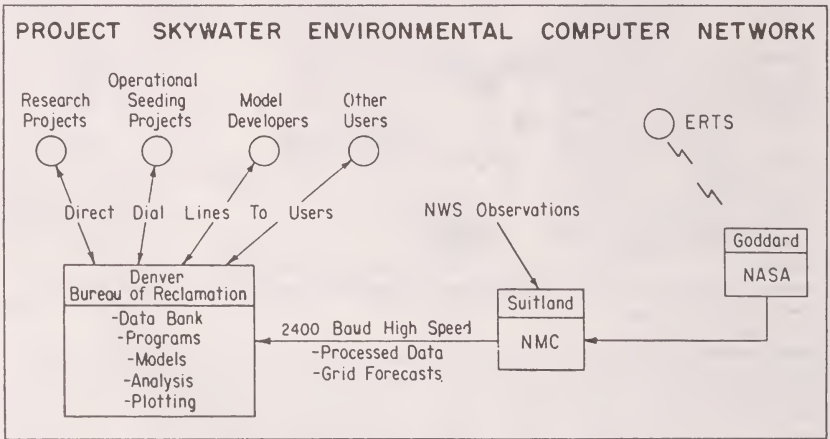 PROJECT SKYWATER ENVIRONMENTAL COMPUTER NETWORK
Research
Projects
Operational
Seeding
Projects
Model
Developers
Other
Users
ERTS
Direct Dial Lines To Users
NWS Observations
Goddard
NASA
Denver
Bureau of Reclamation
-Data Bank
-Programs
-Models
-Analysis
-Plotting
2400 Baud High Speed
-Processed Data
-Grid Forecasts
Suitland
NMC